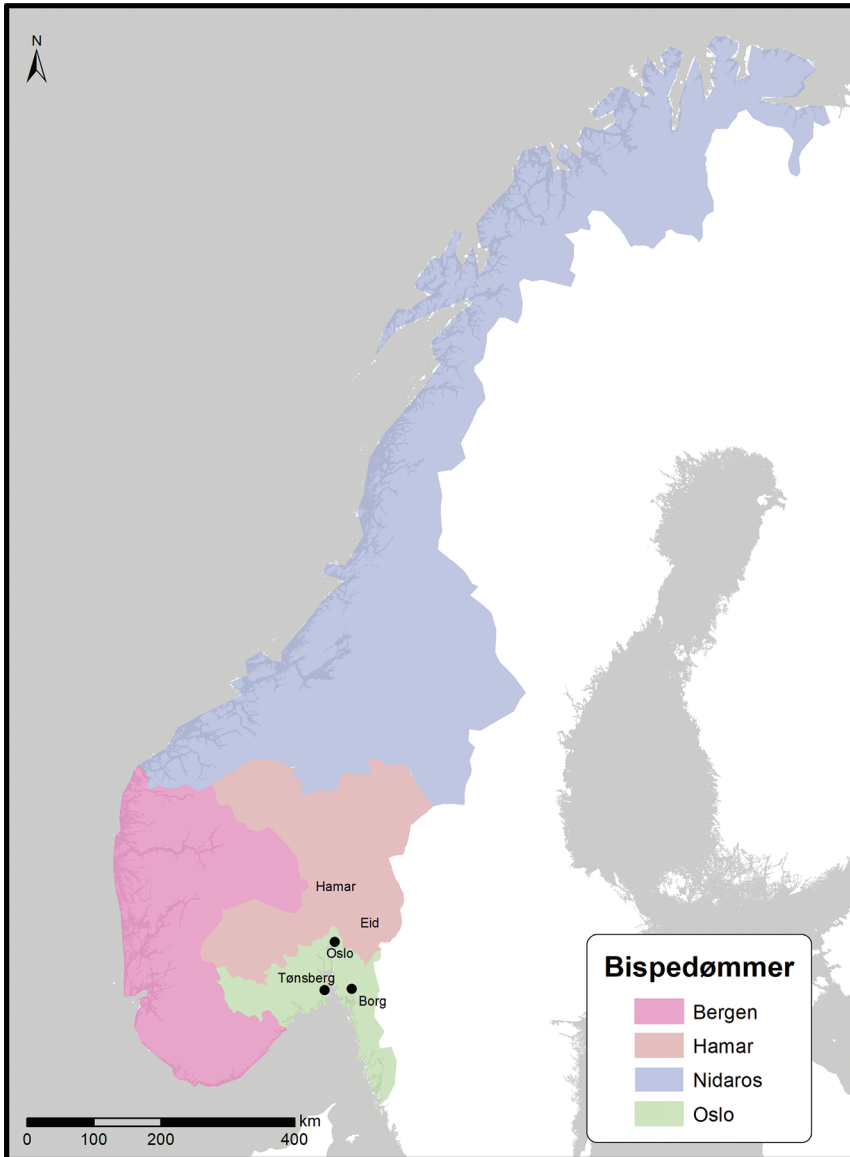 N
Hamar
Eid
Oslo
Tønsberg
Borg
Bispedømmer
Bergen
Hamar
Nidaros
Oslo
km
0 100 200 400